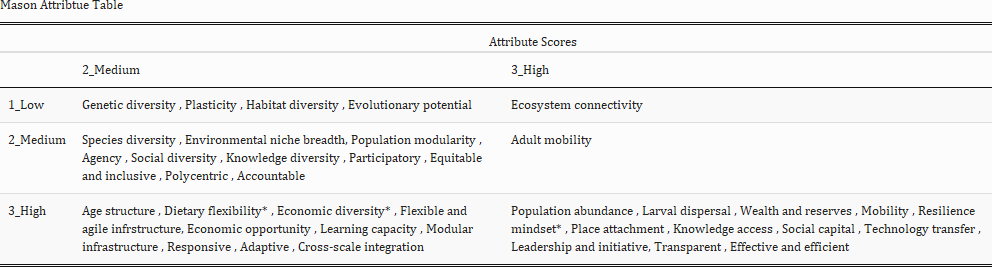 Mason Attribtue Table
Attribute Scores
2_Medium 3_High
1_Low Genetic diversity , Plasticity , Habitat diversity , Evolutionary potential Ecosystem connectivity
2_Medium Species diversity , Environmental niche breadth, Population modularity , Adult mobility
Agency , Social diversity , Knowledge diversity , Participatory , Equitable
and inclusive , Polycentric , Accountable
3_High Age structure , Dietary flexibility* , Economic diversity* , Flexible and Population abundance , Larval dispersal , Wealth and reserves , Mobility , Resilience
agile infrstructure, Economic opportunity , Learning capacity , Modular mindset* , Place attachment , Knowledge access , Social capital , Technology transfer ,
infrastructure , Responsive , Adaptive , Cross-scale integration Leadership and initiative, Transparent , Effective and efficient